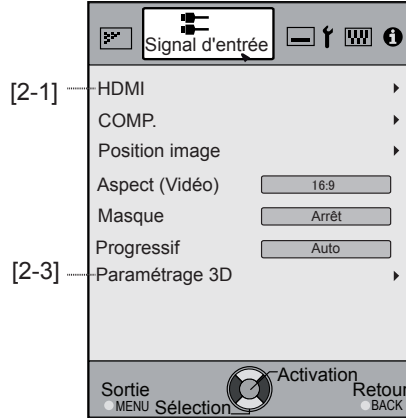 Signal d'entrée
[2-1] HDMI
COMP.
Position image
Aspect (Vidéo) 16:9
Masque Arrêt
Progressif Auto
[2-3] Paramétrage 3D
Activation
Sortie Retour
MENU Sélection BACK